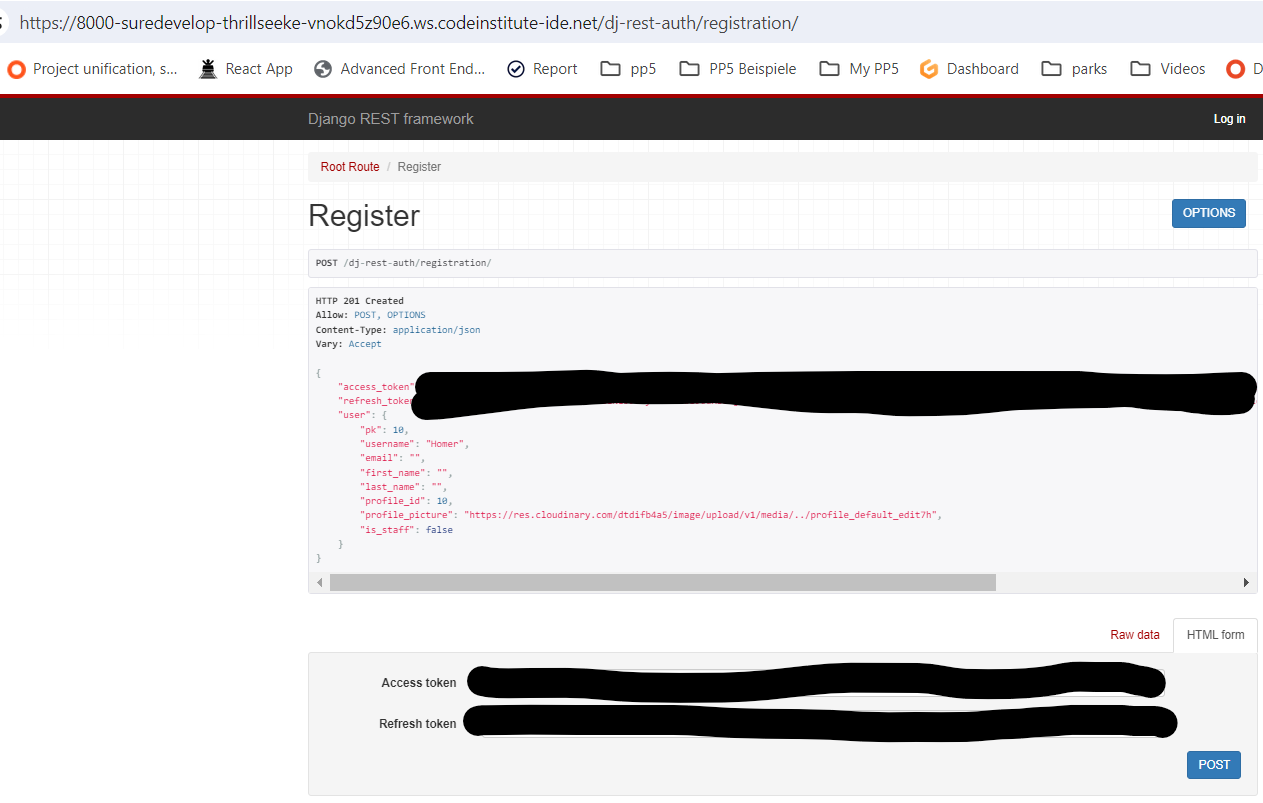 https://8000-suredevelop-thrillseeke-vnokd5z90e6.ws.codeinstitute-ide.net/dj-rest-auth/registration/
Project unification, s... React App Advanced Front End... Report pp5 PP5 Beispiele My PP5 Dashboard parks Videos D
Django REST framework Log in
Root Route / Register
Register OPTIONS
POST /dj-rest-auth/registration/
HTTP 201 Created
Allow: POST, OPTIONS
Content-Type: application/json
Vary: Accept
{
"access_token"
"refresh_token
"user": {
"pk": 10,
"username": "Homer",
"email": "",
"first_name": "",
"last_name": "",
"profile_id": 10,
"profile_picture": "https://res.cloudinary.com/dtdifb4a5/image/upload/v1/media/../profile_default_edit7h",
"is_staff": false
}
}
Raw data HTML form
Access token
Refresh token
POST